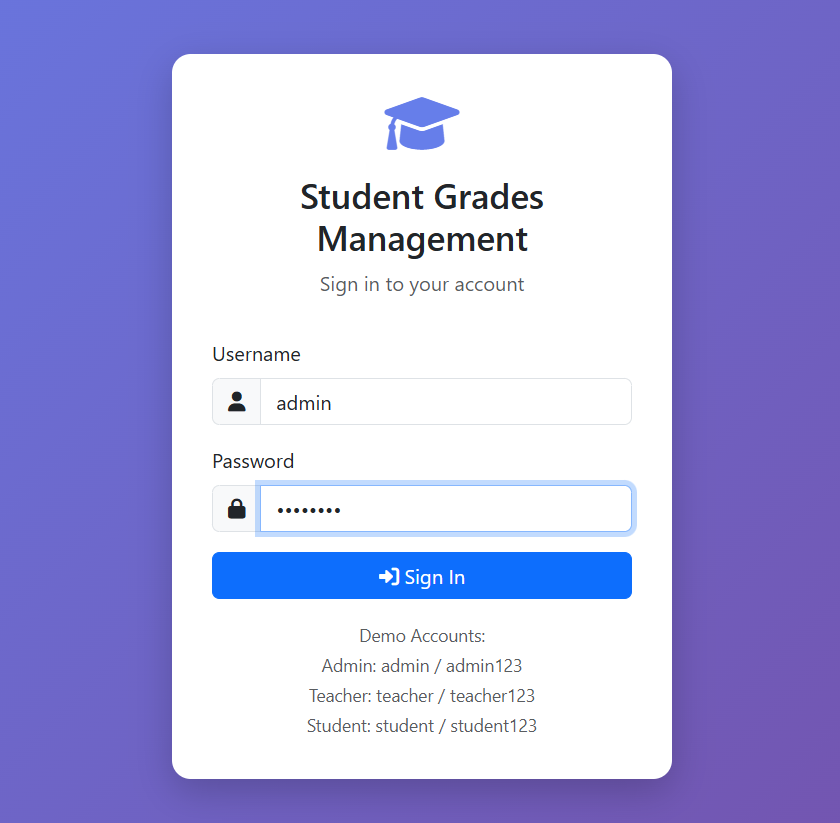 Student Grades
Management
Sign in to your account
Username
admin
Password
••••••••
Sign In
Demo Accounts:
Admin: admin / admin123
Teacher: teacher / teacher123
Student: student / student123